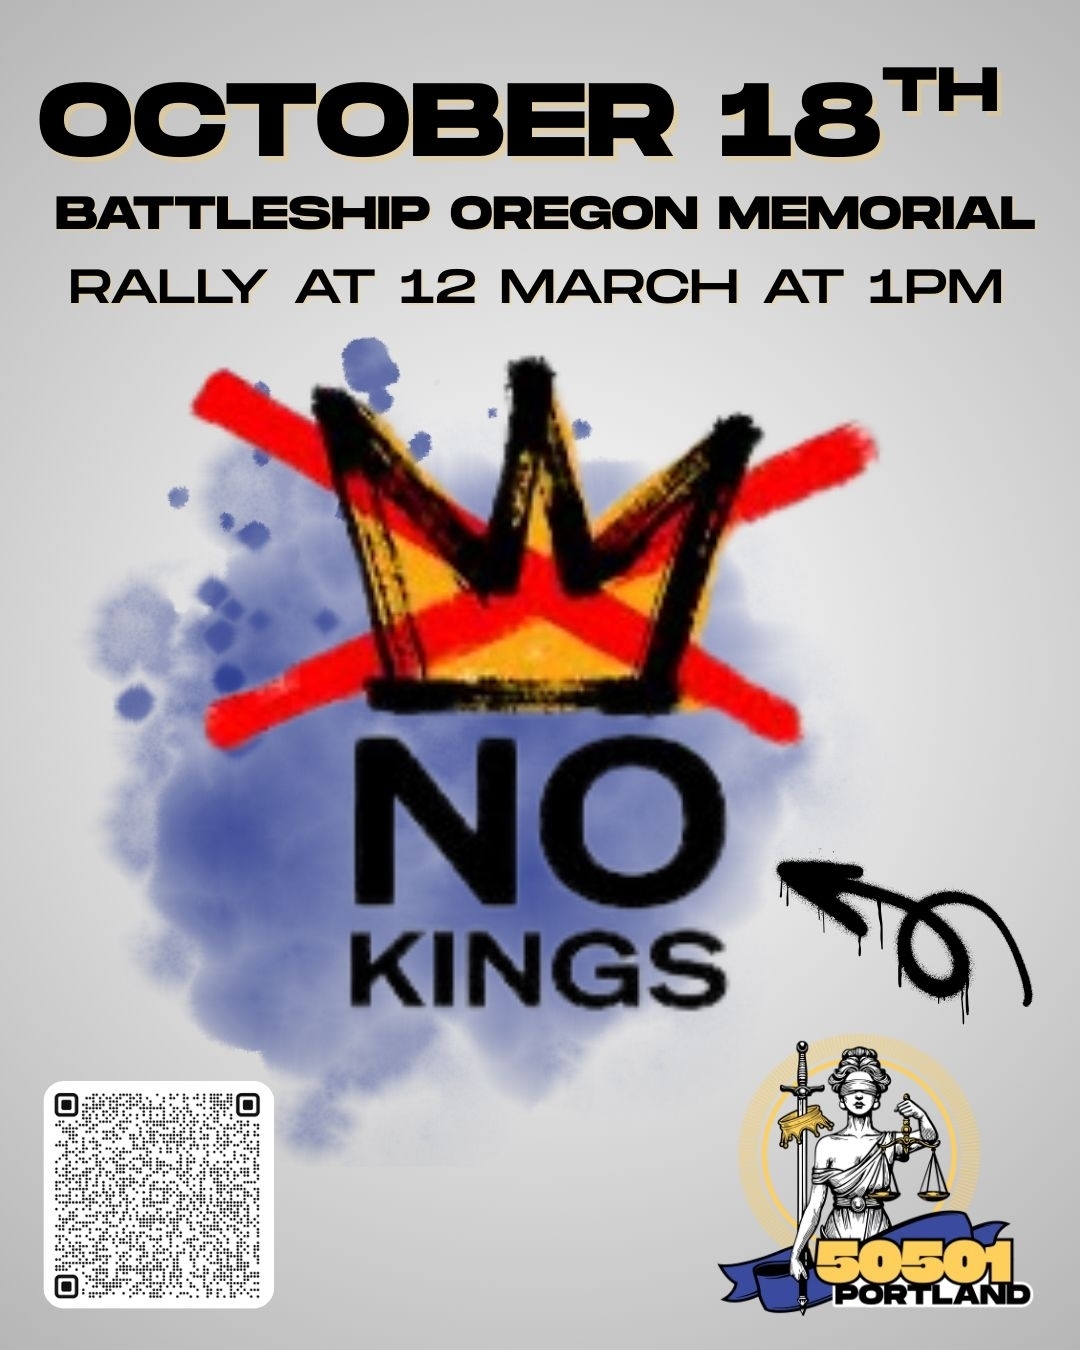 OCTOBER 18TH
BATTLESHIP OREGON MEMORIAL
RALLY AT 12 MARCH AT 1PM
NO
KINGS
50501
PORTLAND